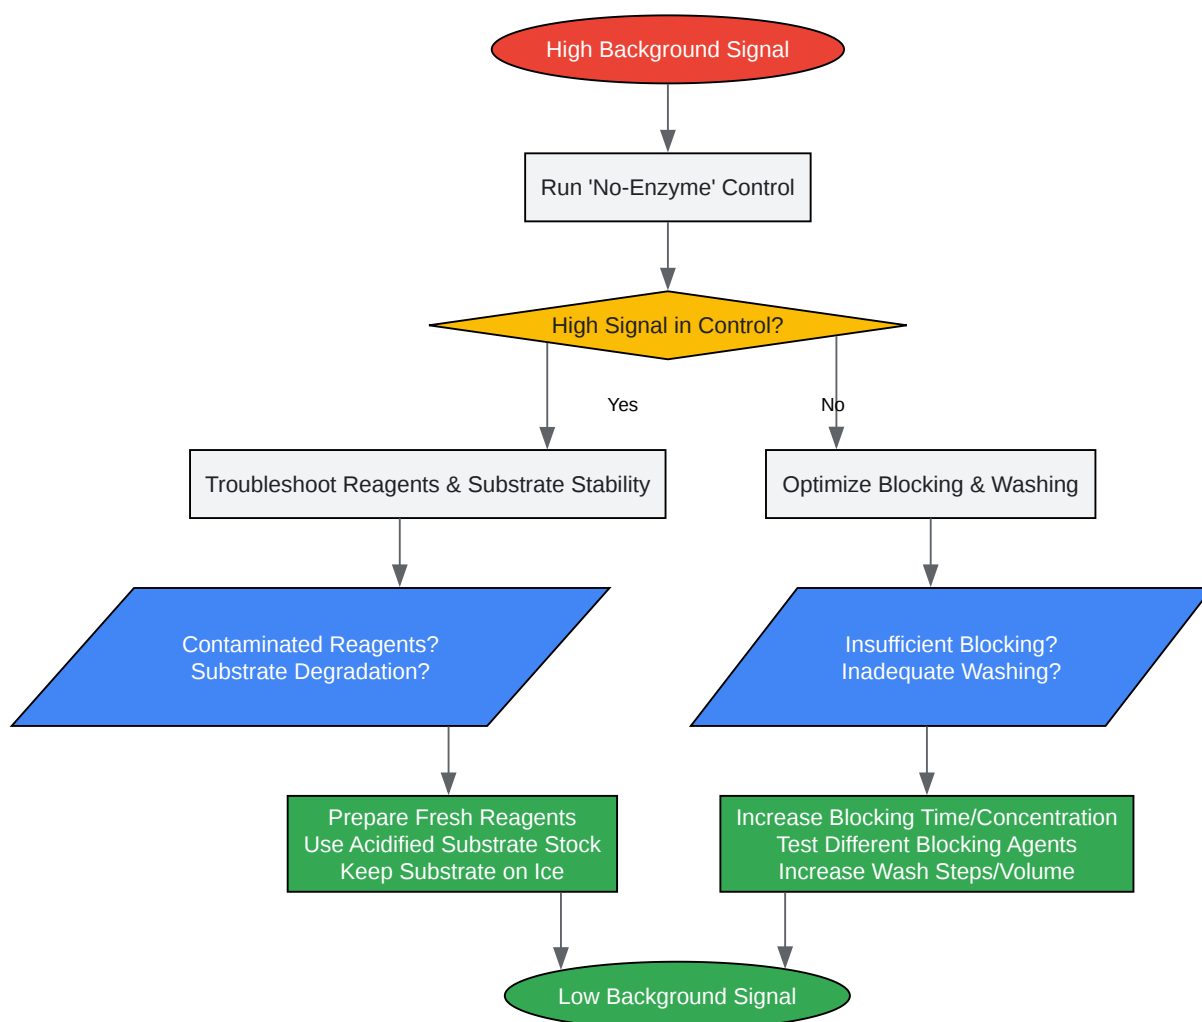 High Background Signal
Run 'No-Enzyme' Control
High Signal in Control?
Yes
No
Troubleshoot Reagents & Substrate Stability
Optimize Blocking & Washing
Contaminated Reagents?
Substrate Degradation?
Insufficient Blocking?
Inadequate Washing?
Prepare Fresh Reagents
Use Acidified Substrate Stock
Keep Substrate on Ice
Increase Blocking Time/Concentration
Test Different Blocking Agents
Increase Wash Steps/Volume
Low Background Signal